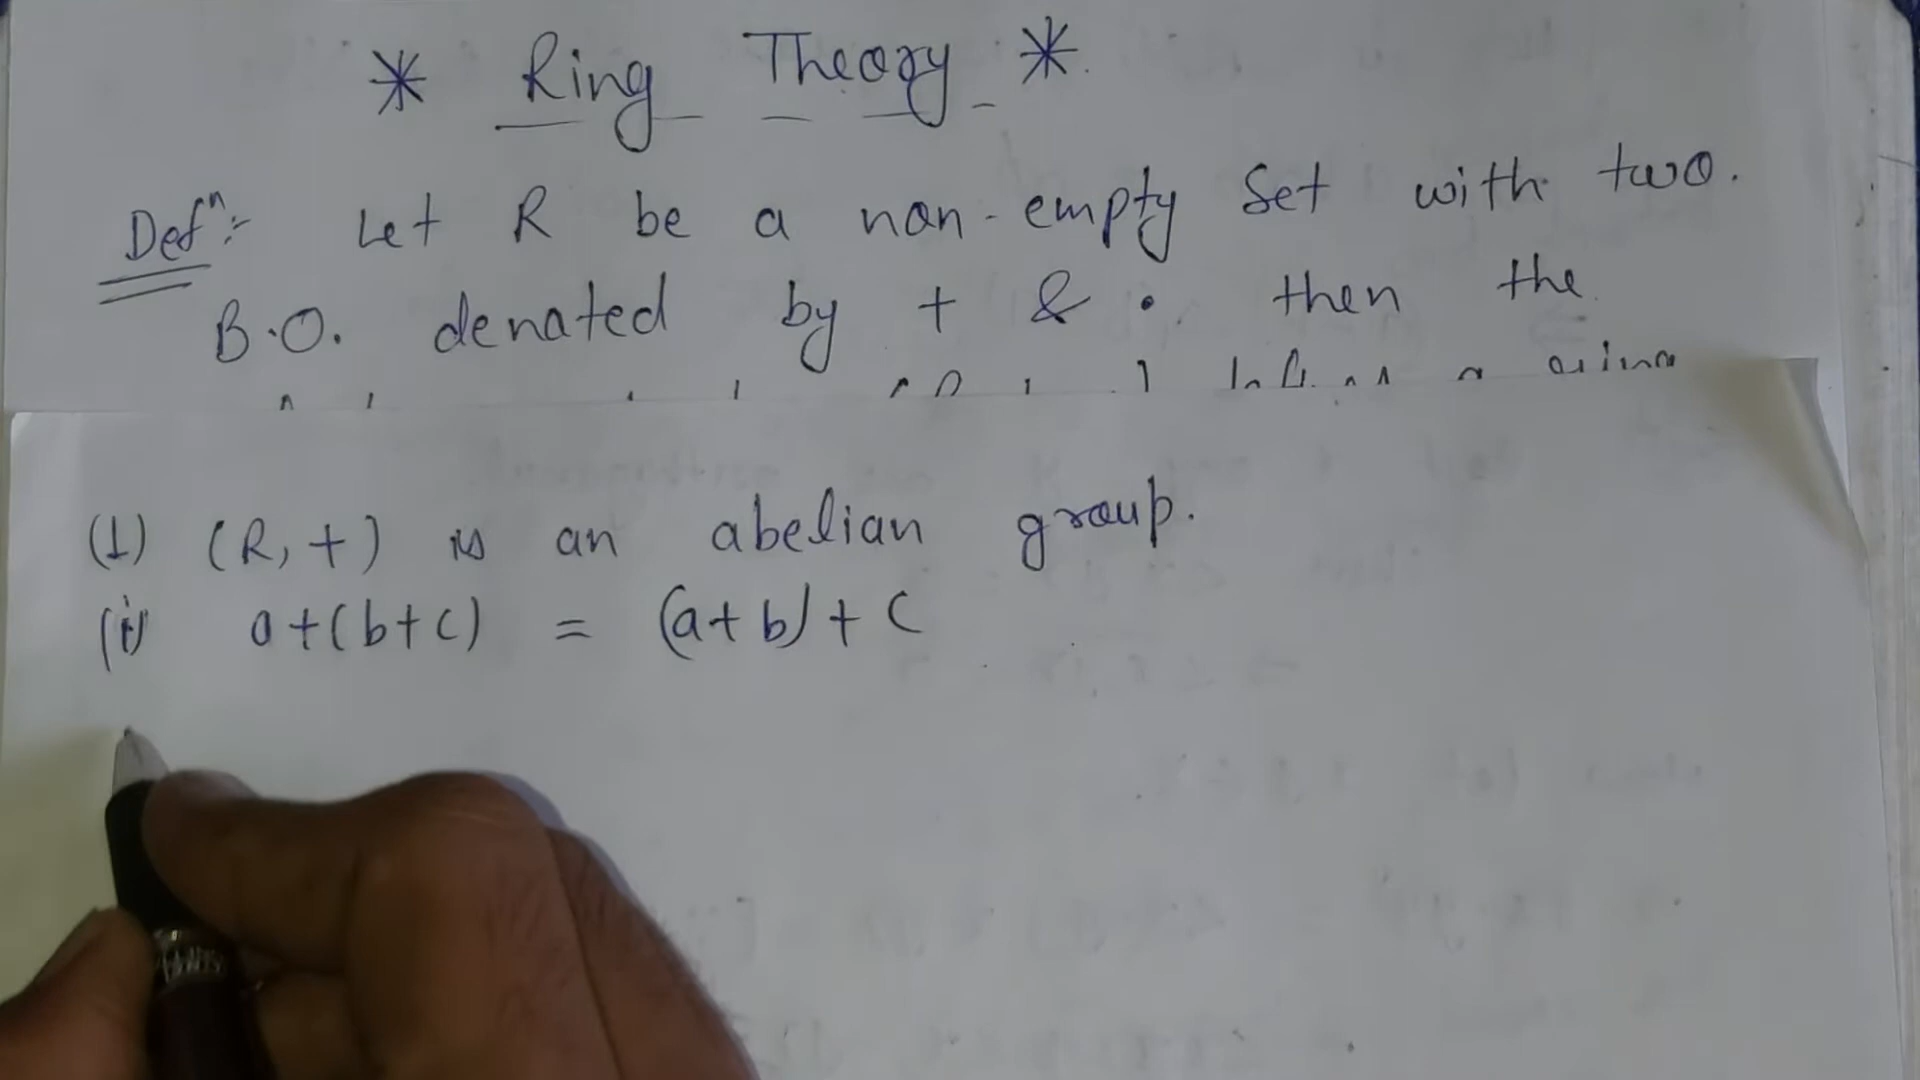 * Ring Theory *
Defⁿ:- Let R be a non-empty Set with two.
B.O. denated by + & • then the
(1) (R, +) is an abelian group.
(i) a+(b+c) = (a+b)+c